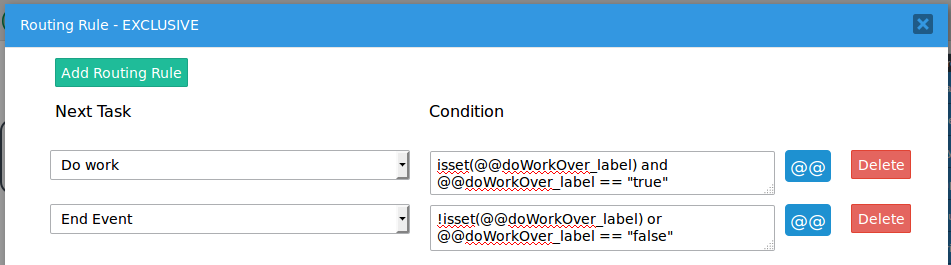 Routing Rule - EXCLUSIVE
Add Routing Rule
Next Task Condition
Do work
isset(@@doWorkOver_label) and
@@doWorkOver_label == "true"
@@ Delete
End Event
!isset(@@doWorkOver_label) or
@@doWorkOver_label == "false"
@@ Delete